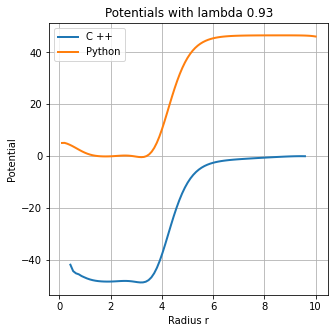 Potentials with lambda 0.93
C ++
Python
40
20
0
−20
−40
Potential
0
2
4
6
8
10
Radius r